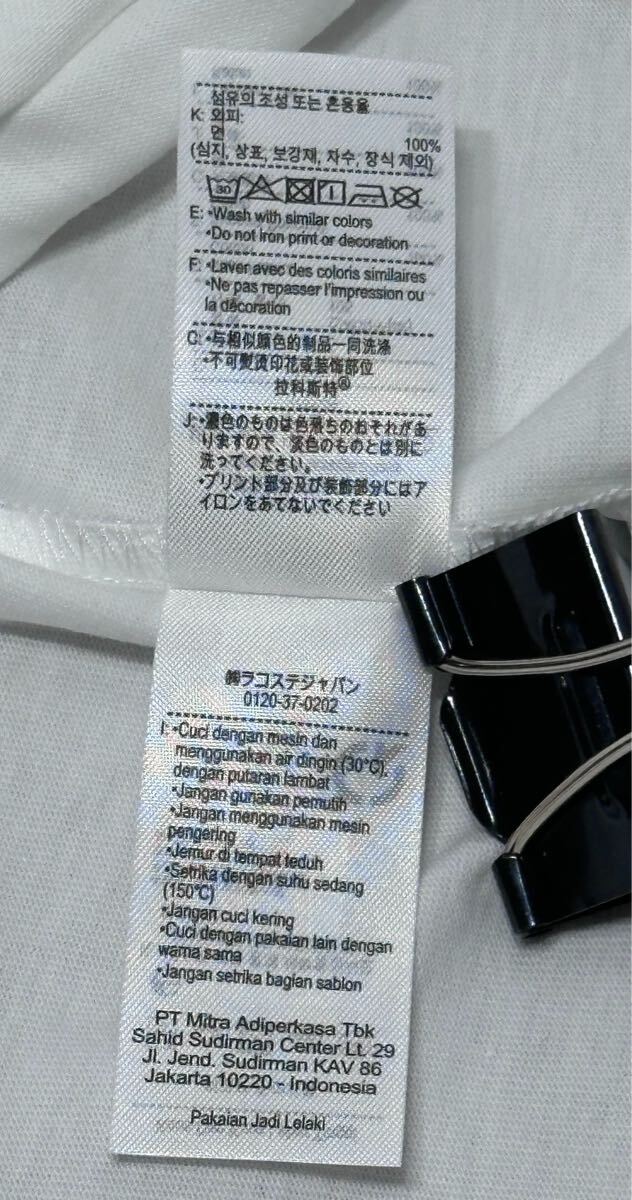 섬유의 조성 또는 혼용율
K: 외피:
면 100%
(심지, 상표, 보강재, 자수, 장식 제외)
30
E: •Wash with similar colors
•Do not iron print or decoration
F: •Laver avec des coloris similaires
•Ne pas repasser l'impression ou
la décoration
C: •与相似顏色的制品一同洗涤
•不可熨烫印花或装饰部位
拉科斯特®
J: •濃色のものは色落ちのおそれがあ
りますので、淡色のものとは別に
洗ってください。
•プリント部分及び装飾部分にはア
イロンをあてないでください
㈱ラコステジャパン
0120-37-0202
I: •Cuci dengan mesin dan
menggunakan air dingin (30°C),
dengan putaran lambat
•Jangan gunakan pemutih
•Jangan menggunakan mesin
pengering
•Jemur di tempat teduh
•Setrika dengan suhu sedang
(150°C)
•Jangan cuci kering
•Cuci dengan pakaian lain dengan
warna sama
•Jangan setrika bagian sablon
PT Mitra Adiperkasa Tbk
Sahid Sudirman Center Lt. 29
Jl. Jend. Sudirman KAV 86
Jakarta 10220 - Indonesia
Pakaian Jadi Lelaki